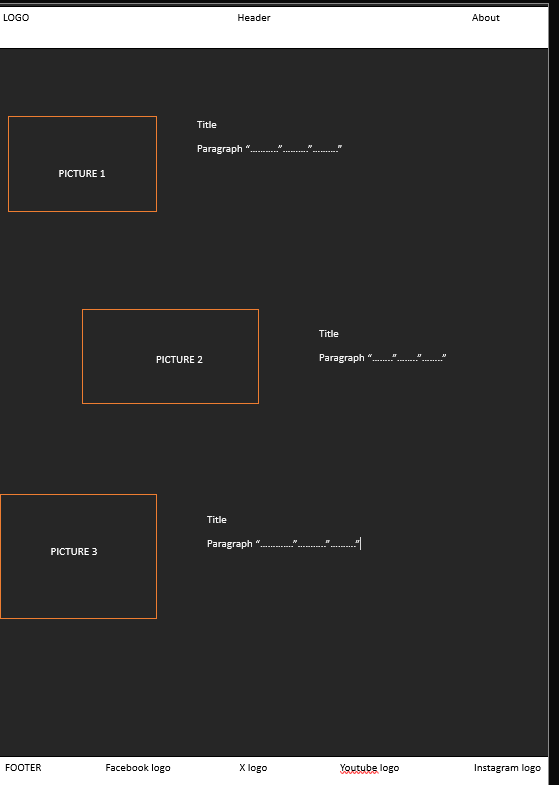 LOGO Header About
Title
Paragraph “...........”..........”..........”
PICTURE 1
Title
PICTURE 2
Paragraph “........”........”........”
Title
Paragraph “.............”...........”..........”
PICTURE 3
FOOTER Facebook logo X logo Youtube logo Instagram logo